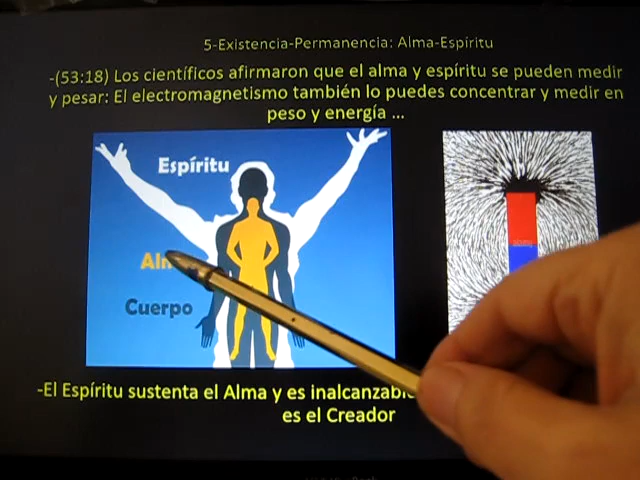 5-Existencia-Permanencia: Alma-Espíritu
-(53:18) Los científicos afirmaron que el alma y espíritu se pueden medir
y pesar: El electromagnetismo también lo puedes concentrar y medir en
peso y energía ...
Espíritu
Cuerpo
-El Espíritu sustenta el Alma y es
es el Creador